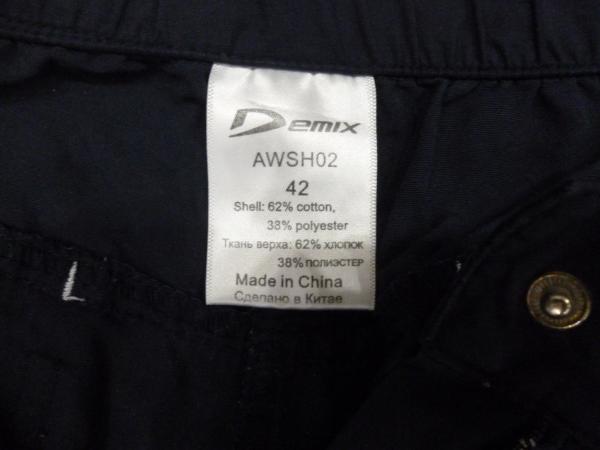 Demix
AWSH02
42
Shell: 62% cotton,
38% polyester
Ткань верха: 62% хлопок
38% полиэстер
Made in China
Сделано в Китае